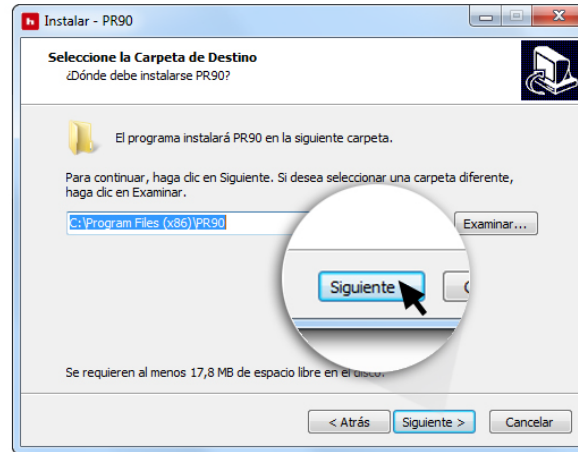 h Instalar - PR90
Seleccione la Carpeta de Destino
¿Dónde debe instalarse PR90?
El programa instalará PR90 en la siguiente carpeta.
Para continuar, haga clic en Siguiente. Si desea seleccionar una carpeta diferente,
haga clic en Examinar.
C:\Program Files (x86)\PR90
Examinar...
Siguiente
Se requieren al menos 17,8 MB de espacio libre en el disco.
< Atrás Siguiente > Cancelar